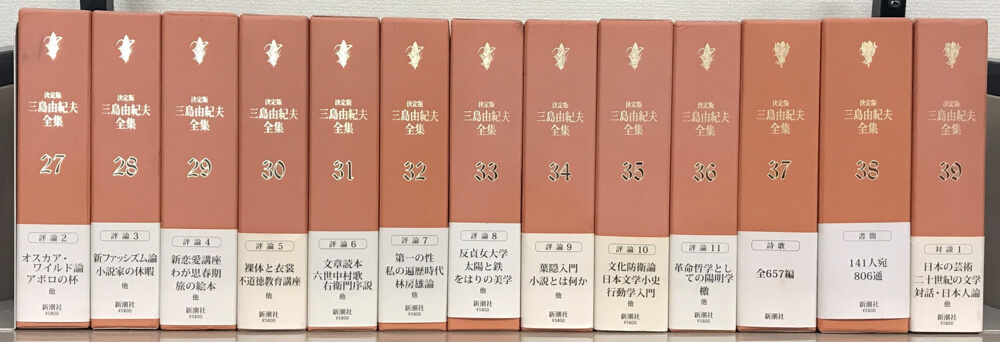 決定版
三島由紀夫
全集
27
評論 2
オスカア・
ワイルド論
アポロの杯
他
新潮社
¥5800
決定版
三島由紀夫
全集
28
評論 3
新ファッシズム論
小説家の休暇
他
新潮社
¥5800
決定版
三島由紀夫
全集
29
評論 4
新恋愛講座
わが思春期
旅の絵本
他
新潮社
¥5800
決定版
三島由紀夫
全集
30
評論 5
裸体と衣裳
不道徳教育講座
他
新潮社
¥5800
決定版
三島由紀夫
全集
31
評論 6
文章読本
六世中村歌
右衛門序説
他
新潮社
¥5800
決定版
三島由紀夫
全集
32
評論 7
第一の性
私の遍歴時代
林房雄論
他
新潮社
¥5800
決定版
三島由紀夫
全集
33
評論 8
反貞女大学
太陽と鉄
をはりの美学
他
新潮社
¥5800
決定版
三島由紀夫
全集
34
評論 9
葉隠入門
小説とは何か
他
新潮社
¥5800
決定版
三島由紀夫
全集
35
評論 10
文化防衛論
日本文学小史
行動学入門
他
新潮社
¥5800
決定版
三島由紀夫
全集
36
評論 11
革命哲学とし
ての陽明学
檄
他
新潮社
¥5800
決定版
三島由紀夫
全集
37
詩歌
全657編
新潮社
¥5800
決定版
三島由紀夫
全集
38
書簡
141人宛
806通
新潮社
¥5800
決定版
三島由紀夫
全集
39
対談 1
日本の芸術
二十世紀の文学
対話・日本人論
他
新潮社
¥5800